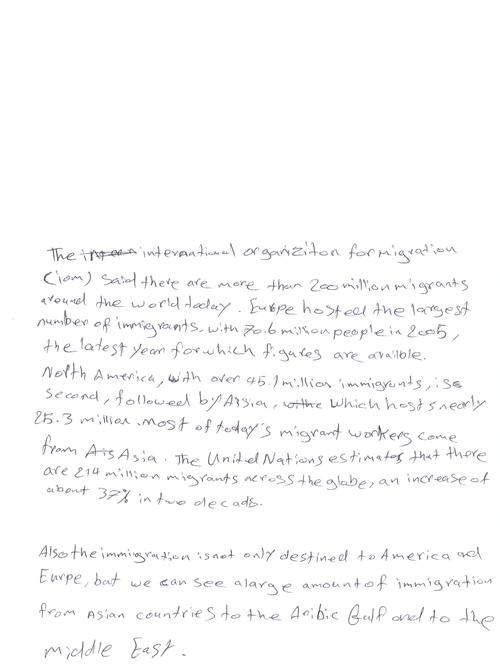 The international organiziton for migration
(iom) said there are more than 200 million migrants
around the world today. Europe hosted the largest
number of immigrants, with 70.6 million people in 2005,
the latest year for which figures are availble.
North America, with over 45.1 million immigrants, is
second, followed by Asia, which hosts nearly
25.3 million. Most of today's migrant workers come
from Asia. The United Nations estimates that there
are 214 million migrants across the globe, an increase of
about 37% in two decads.
Also the immigration is not only destined to America and
Eurpe, but we can see a large amount of immigration
from Asian countries to the Aribic Gulf and to the
middle East.